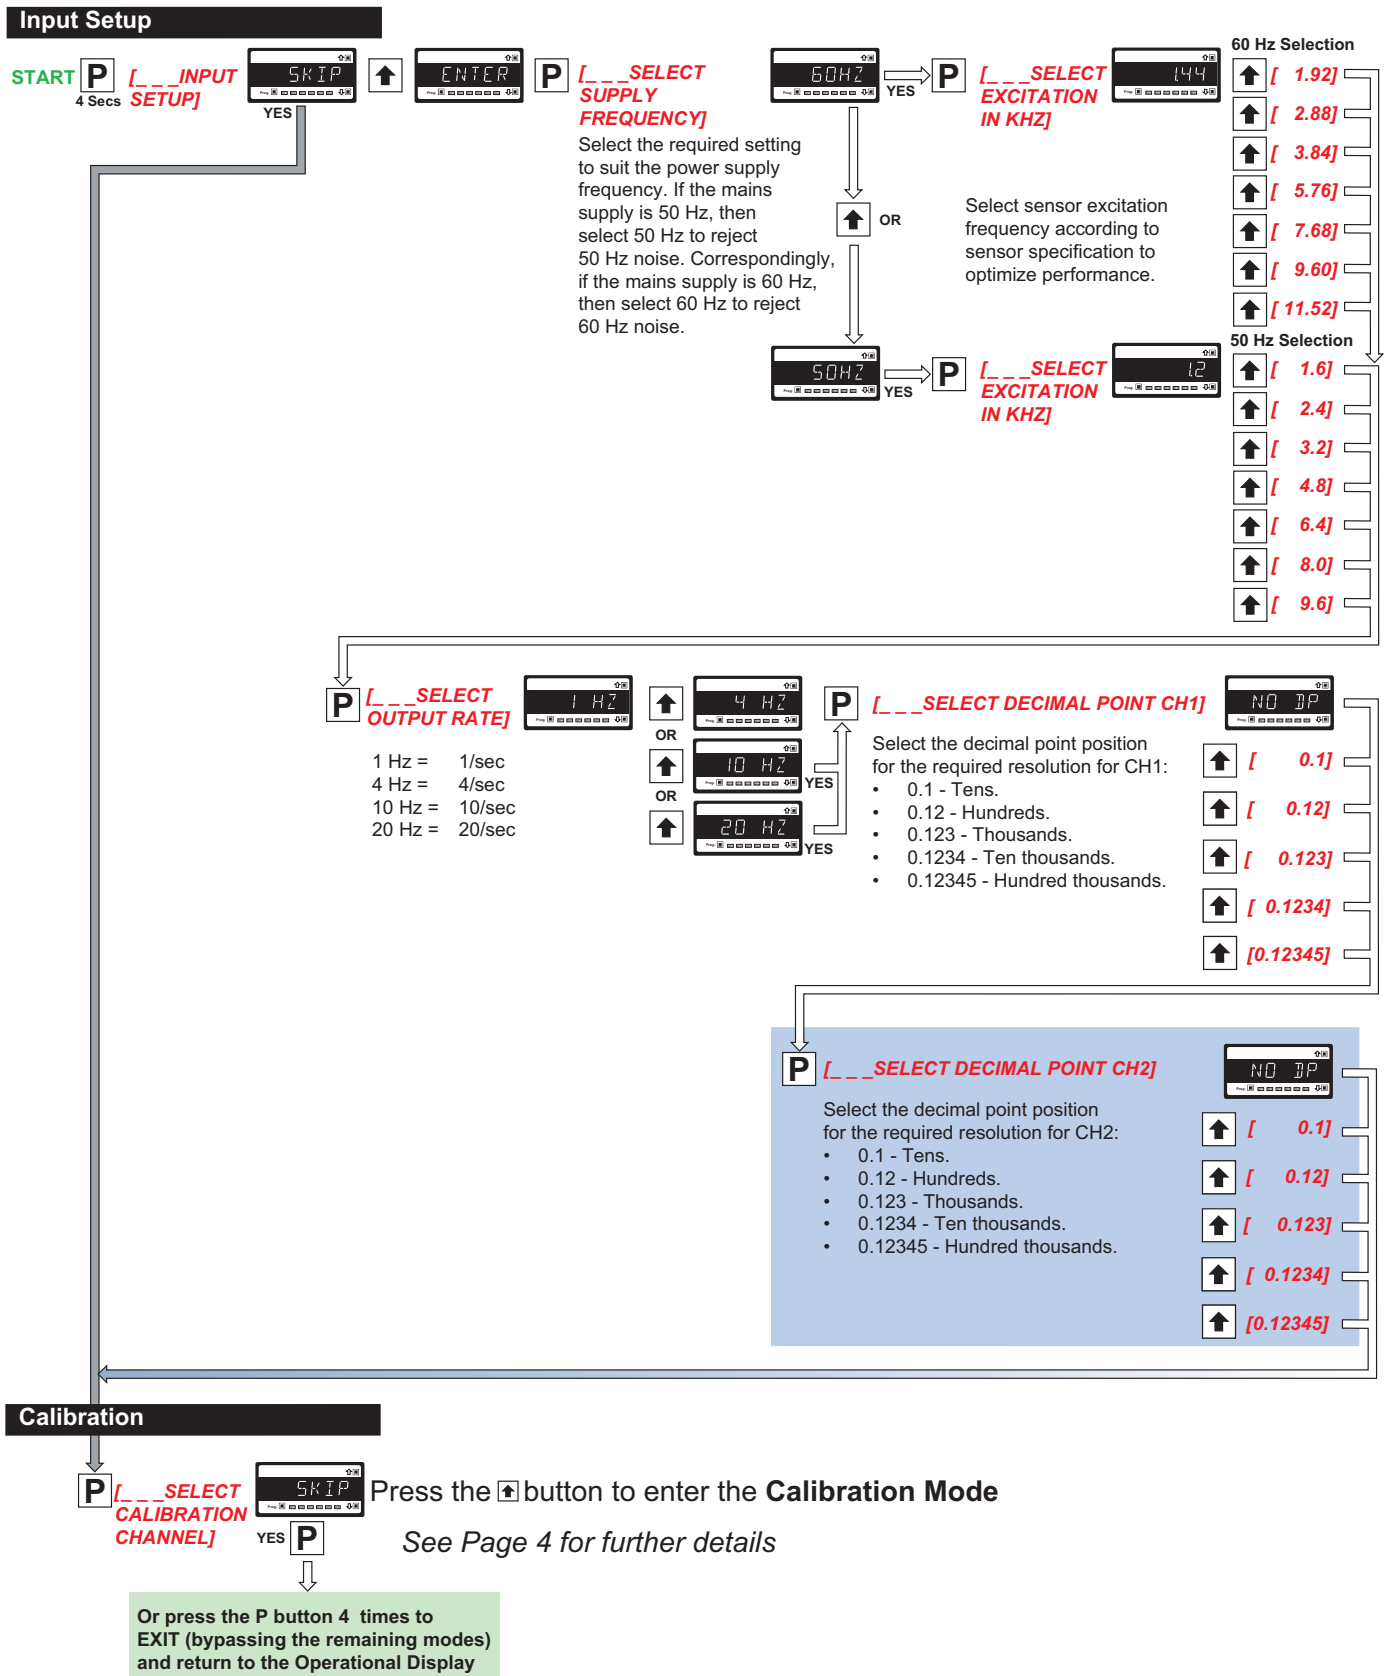 Input Setup
START P [_ _ _INPUT SETUP]
4 Secs
SKIP
YES
ENTER
P [_ _ _SELECT
SUPPLY
FREQUENCY]
Select the required setting
to suit the power supply
frequency. If the mains
supply is 50 Hz, then
select 50 Hz to reject
50 Hz noise. Correspondingly,
if the mains supply is 60 Hz,
then select 60 Hz to reject
60 Hz noise.
60HZ
YES
P [_ _ _SELECT
EXCITATION
IN KHZ]
1.44
OR
Select sensor excitation
frequency according to
sensor specification to
optimize performance.
60 Hz Selection
[ 1.92]
[ 2.88]
[ 3.84]
[ 5.76]
[ 7.68]
[ 9.60]
[ 11.52]
50HZ
YES
P [_ _ _SELECT
EXCITATION
IN KHZ]
1.2
50 Hz Selection
[ 1.6]
[ 2.4]
[ 3.2]
[ 4.8]
[ 6.4]
[ 8.0]
[ 9.6]
P [_ _ _SELECT
OUTPUT RATE]
1 HZ
1 Hz = 1/sec
4 Hz = 4/sec
10 Hz = 10/sec
20 Hz = 20/sec
4 HZ
OR
10 HZ
YES
OR
20 HZ
YES
P [_ _ _SELECT DECIMAL POINT CH1]
NO DP
Select the decimal point position
for the required resolution for CH1:
• 0.1 - Tens.
• 0.12 - Hundreds.
• 0.123 - Thousands.
• 0.1234 - Ten thousands.
• 0.12345 - Hundred thousands.
[ 0.1]
[ 0.12]
[ 0.123]
[ 0.1234]
[0.12345]
P [_ _ _SELECT DECIMAL POINT CH2]
NO DP
Select the decimal point position
for the required resolution for CH2:
• 0.1 - Tens.
• 0.12 - Hundreds.
• 0.123 - Thousands.
• 0.1234 - Ten thousands.
• 0.12345 - Hundred thousands.
[ 0.1]
[ 0.12]
[ 0.123]
[ 0.1234]
[0.12345]
Calibration
P [_ _ _SELECT
CALIBRATION
CHANNEL]
SKIP
YES P
Press the button to enter the Calibration Mode
See Page 4 for further details
Or press the P button 4 times to
EXIT (bypassing the remaining modes)
and return to the Operational Display